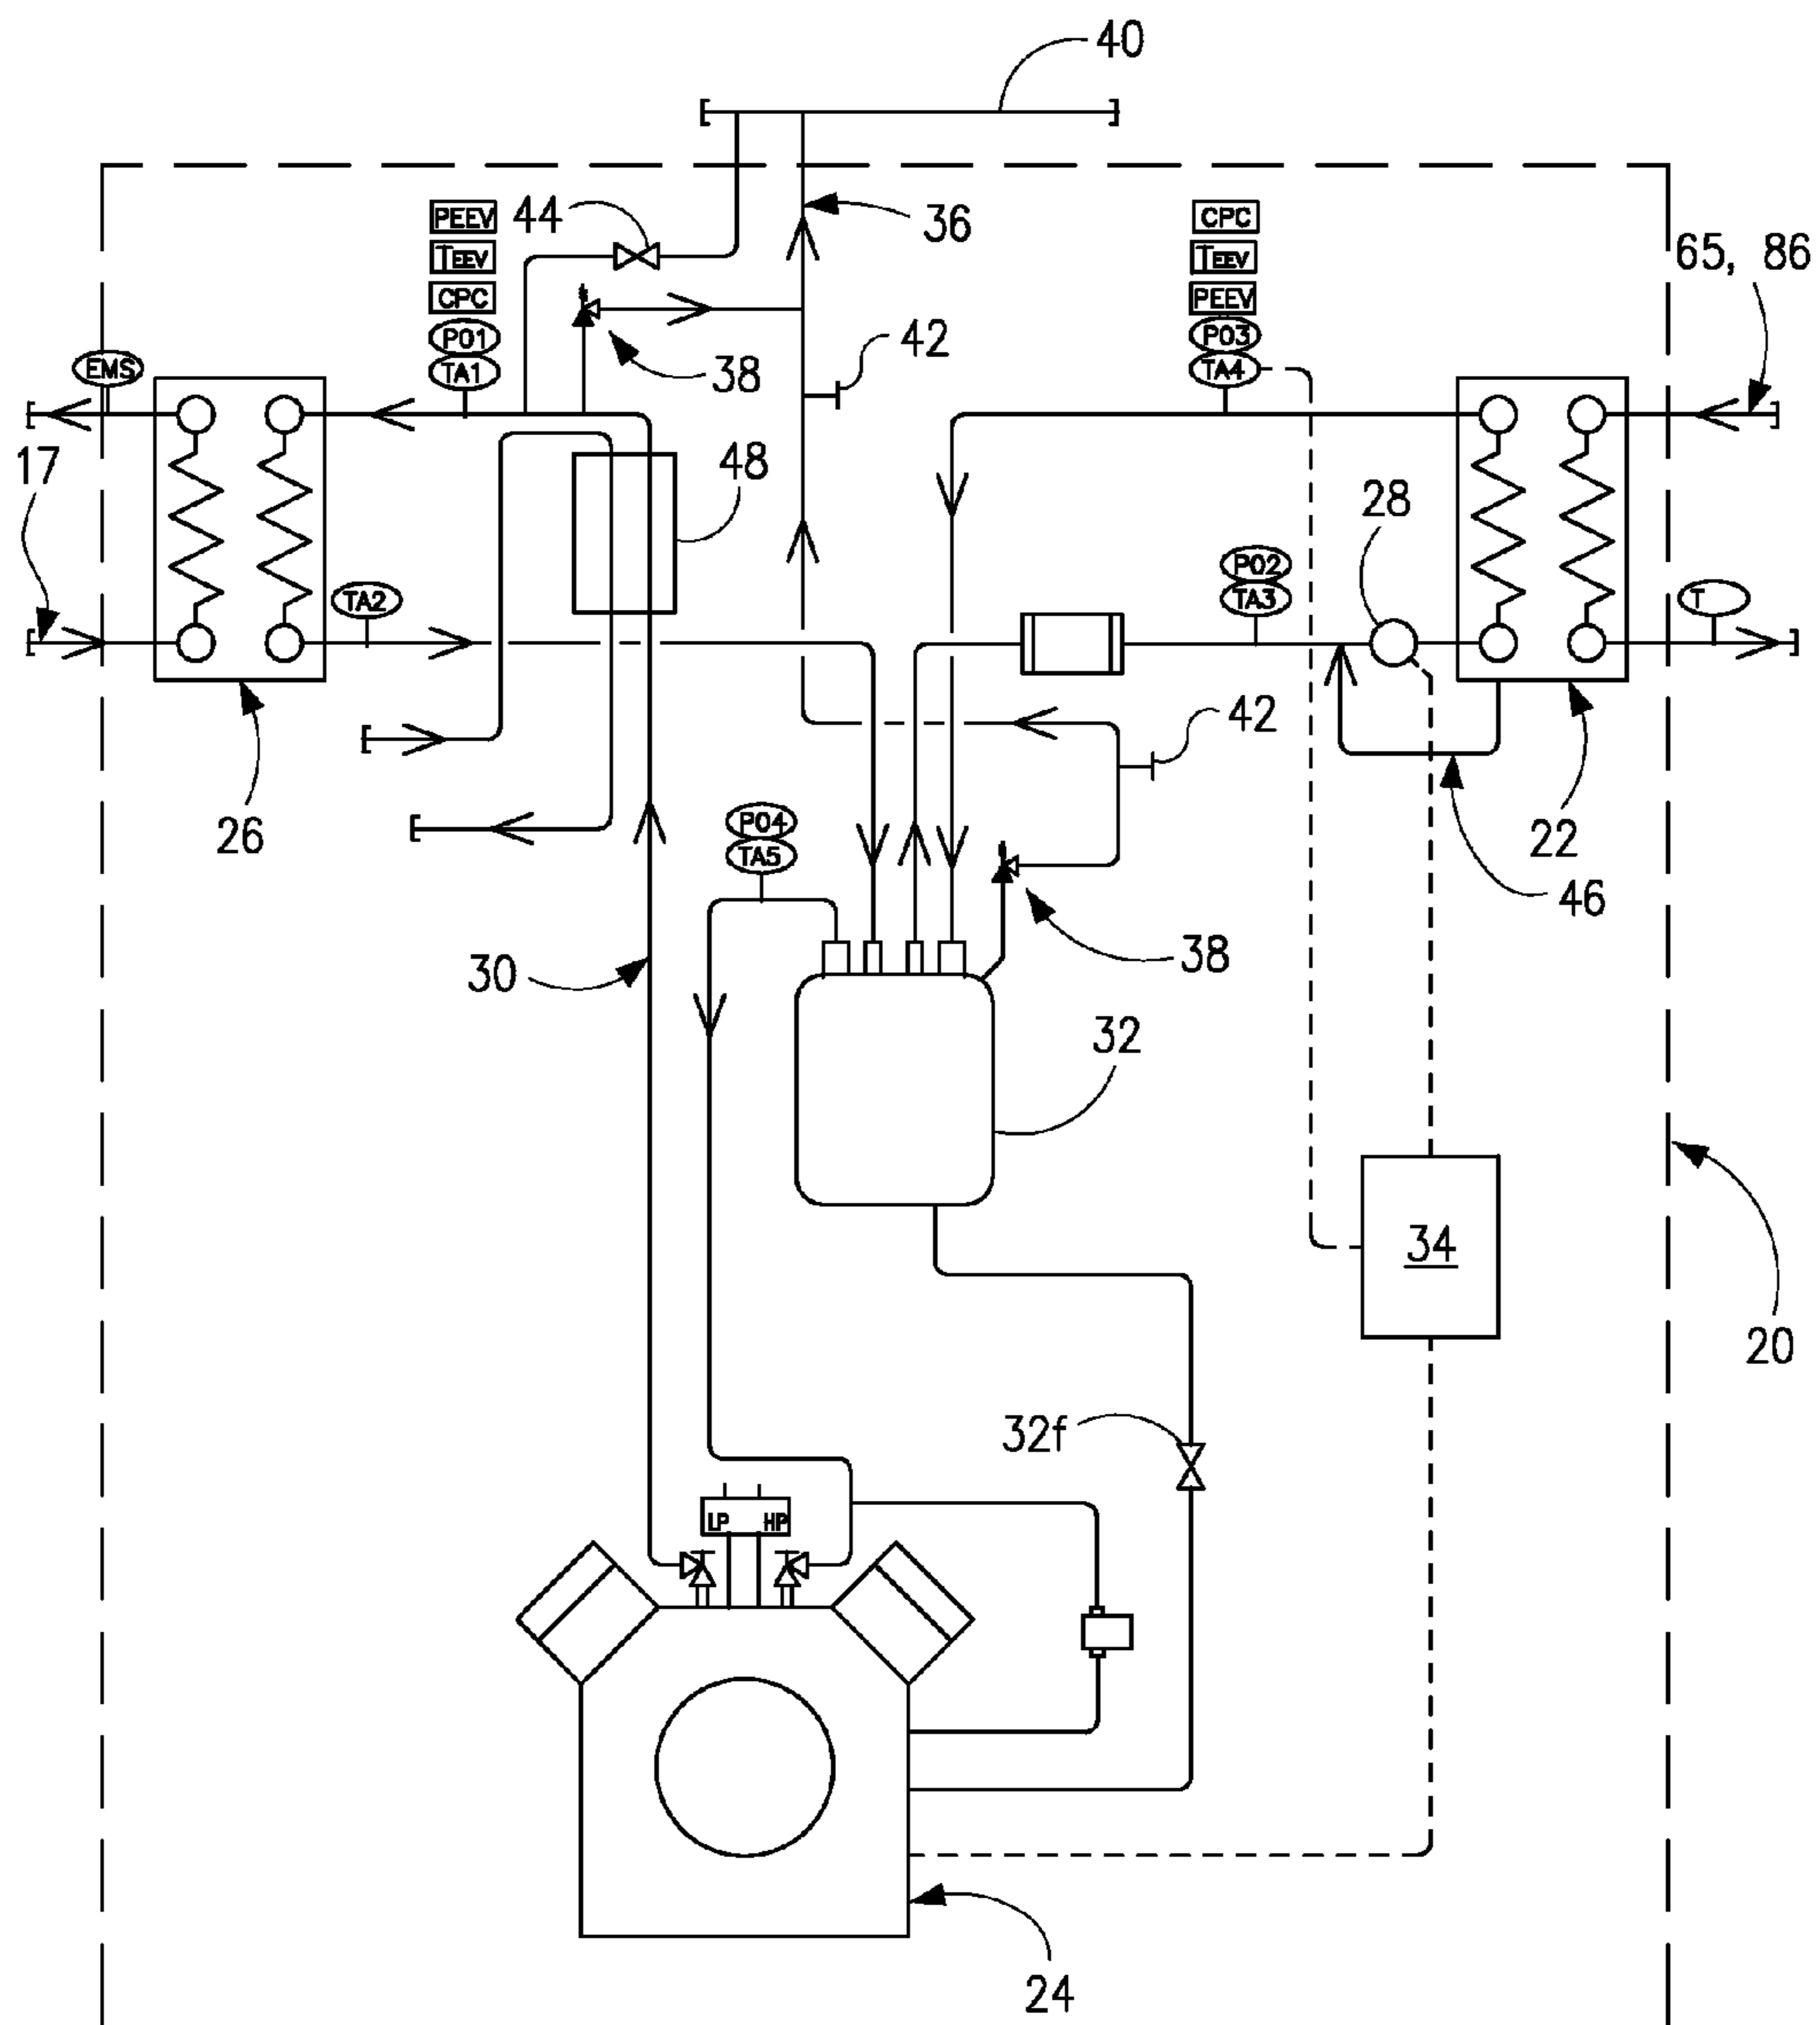 40
PEEV 44 36 CPC
TEEV TEEV 65, 86
CPC PEEV
P01 42 P03
EMS TA1 38 TA4
17 48 28
P02
TA2 TA3 T
42
26 P04 22
TA5 46
30 38
32
34
20
32f
LP HP
24